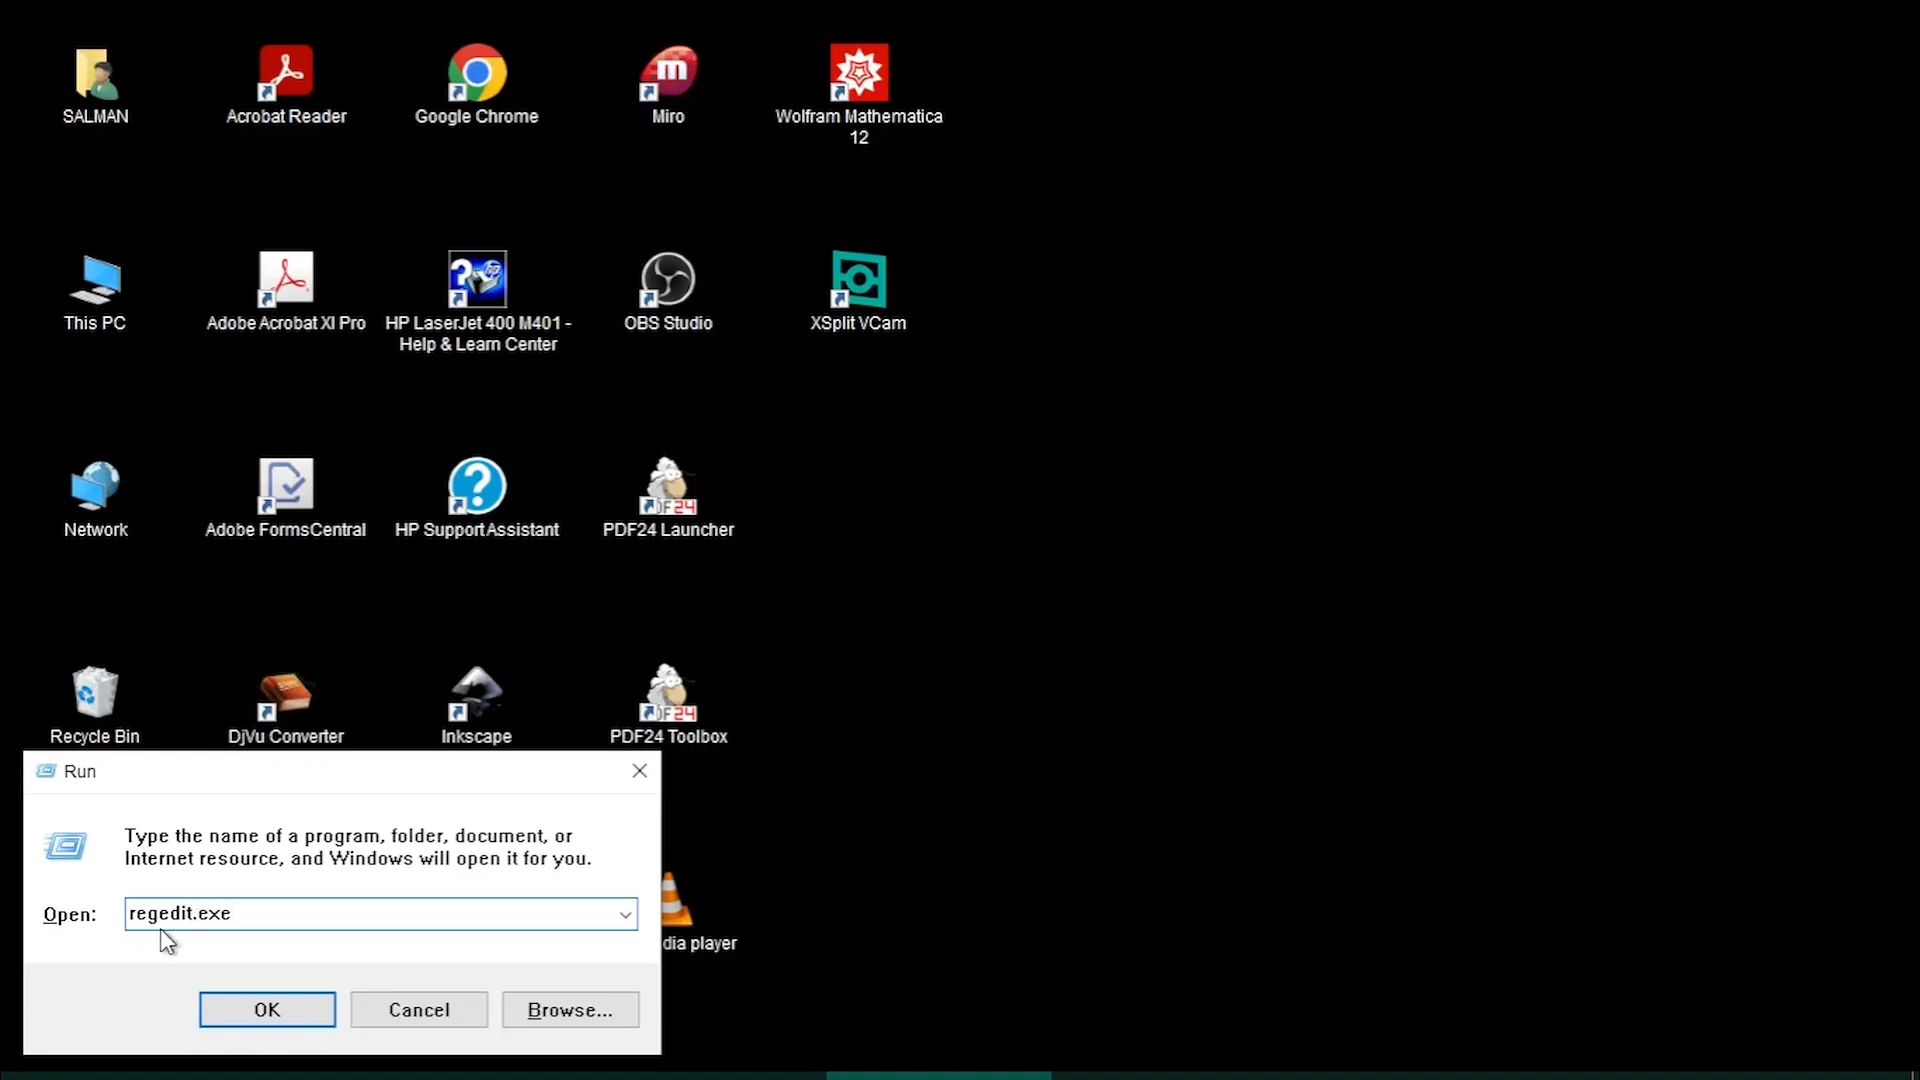 SALMAN
Acrobat Reader
Google Chrome
Miro
Wolfram Mathematica
12
This PC
Adobe Acrobat XI Pro
HP LaserJet 400 M401 -
Help & Learn Center
OBS Studio
XSplit VCam
Network
Adobe FormsCentral
HP Support Assistant
PDF24 Launcher
Recycle Bin
DjVu Converter
Inkscape
PDF24 Toolbox
dia player
Run
Type the name of a program, folder, document, or
Internet resource, and Windows will open it for you.
Open:
regedit.exe
OK
Cancel
Browse...